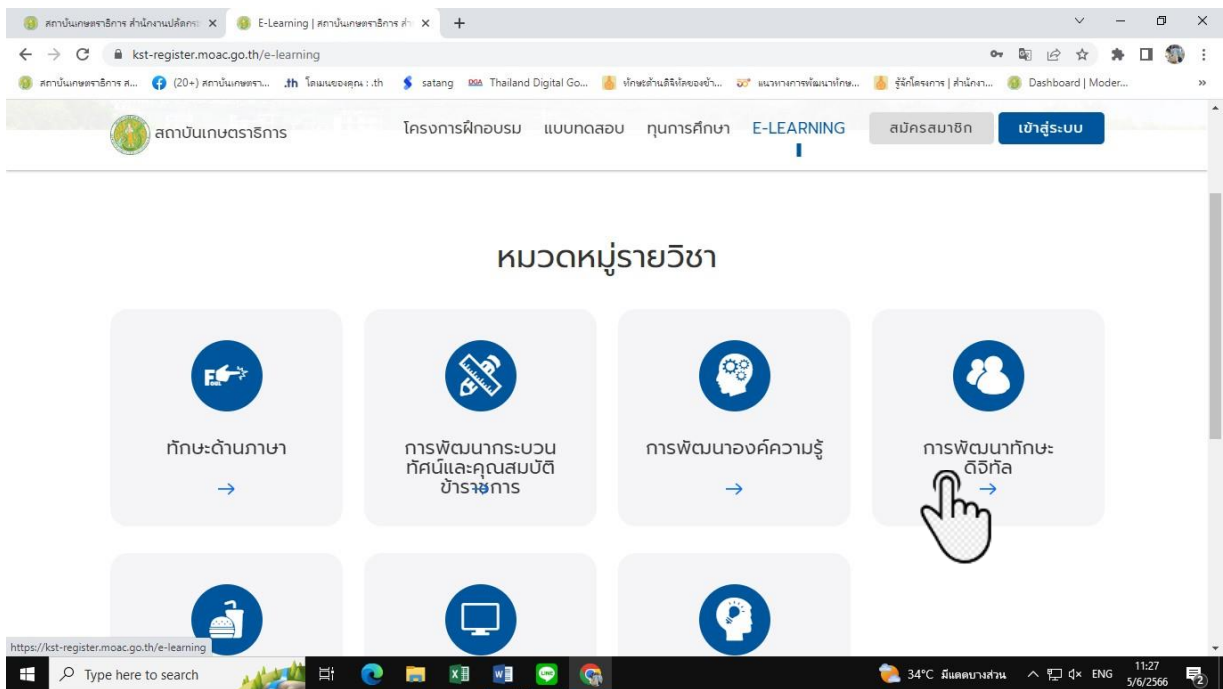 สถาบันเกษตราธิการ สำนักงานปลัดกระ
E-Learning | สถาบันเกษตราธิการ สำ
kst-register.moac.go.th/e-learning
สถาบันเกษตราธิการ ส...
(20+) สถาบันเกษตรา...
.th โดเมนของคุณ : .th
satang
DGA Thailand Digital Go...
ทักษะด้านดิจิทัลของข้า...
แนวทางการพัฒนาทักษ...
รู้จักโครงการ | สำนักงา...
Dashboard | Moder...
สถาบันเกษตราธิการ
โครงการฝึกอบรม
แบบทดสอบ
ทุนการศึกษา
E-LEARNING
สมัครสมาชิก
เข้าสู่ระบบ
หมวดหมู่รายวิชา
ทักษะด้านภาษา
การพัฒนากระบวน
ทัศน์และคุณสมบัติ
ข้าราชการ
การพัฒนาองค์ความรู้
การพัฒนาทักษะ
ดิจิทัล
https://kst-register.moac.go.th/e-learning
Type here to search
34°C มีแดดบางส่วน
ENG
11:27
5/6/2566
2